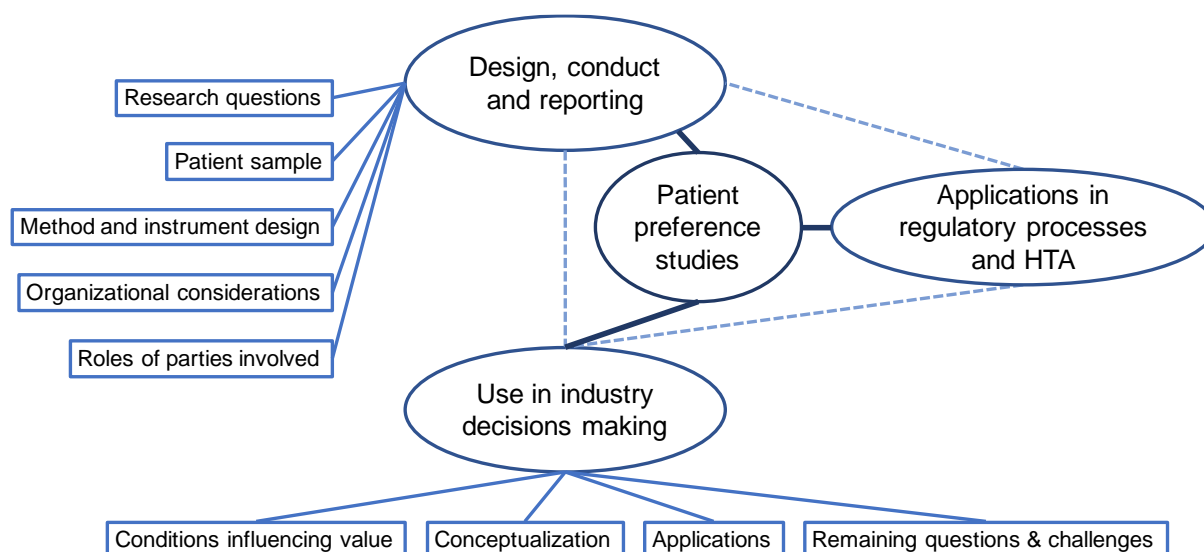 Design, conduct
and reporting
Research questions
Patient sample
Method and instrument design
Organizational considerations
Roles of parties involved
Patient
preference
studies
Applications in
regulatory processes
and HTA
Use in industry
decisions making
Conditions influencing value
Conceptualization
Applications
Remaining questions & challenges